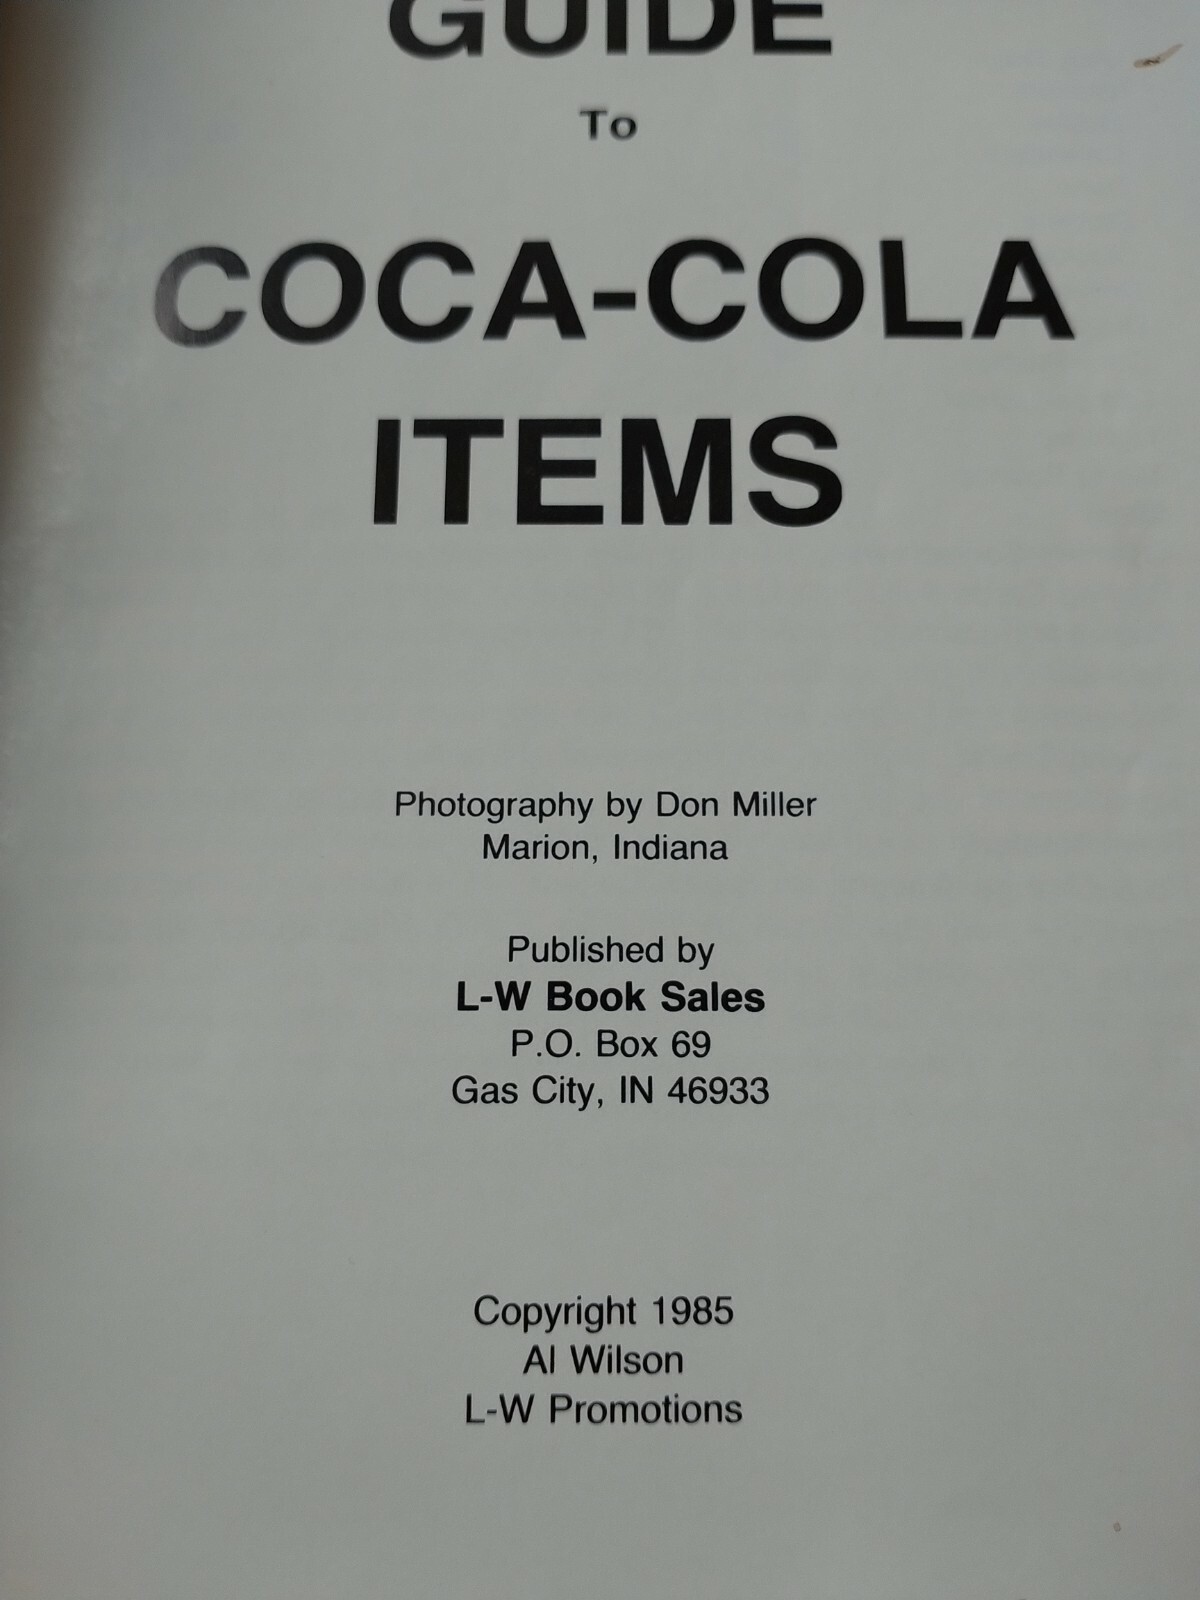 GUIDE
To
COCA-COLA
ITEMS
Photography by Don Miller
Marion, Indiana
Published by
L-W Book Sales
P.O. Box 69
Gas City, IN 46933
Copyright 1985
Al Wilson
L-W Promotions